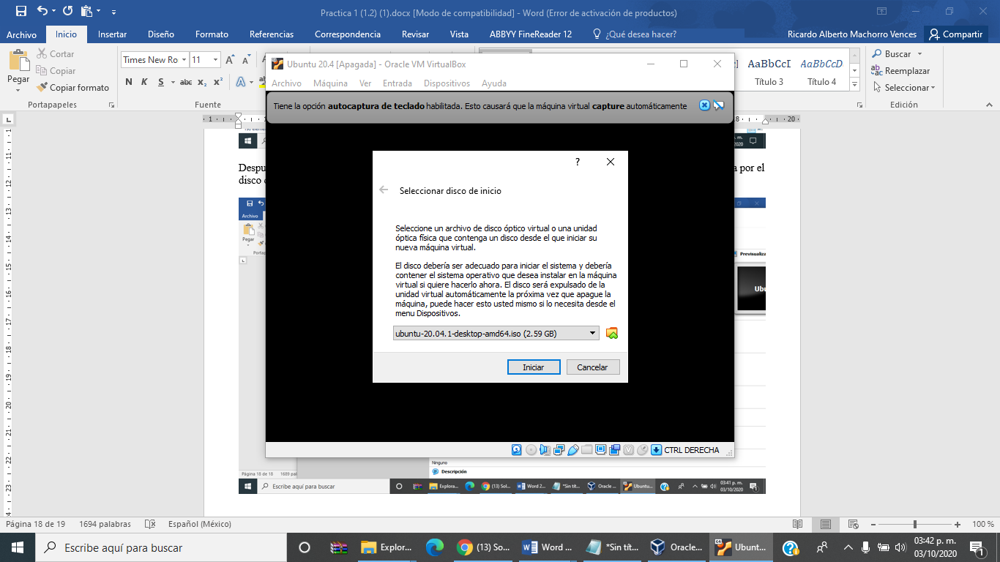 Practica 1 (1.2) (1).docx [Modo de compatibilidad] - Word (Error de activación de productos)
Archivo Inicio Insertar Diseño Formato Referencias Correspondencia Revisar Vista ABBYY FineReader 12 ¿Qué desea hacer? Ricardo Alberto Machorro Vences Compartir
Pegar
Cortar
Copiar
Copiar formato
Portapapeles
Times New Ro 11
N K S abc x₂ x² A
Fuente
AaBbCcI AaBbCcD
Título 3 Título 4
Buscar
Reemplazar
Seleccionar
Edición
Ubuntu 20.4 [Apagada] - Oracle VM VirtualBox
Archivo Máquina Ver Entrada Dispositivos Ayuda
Tiene la opción autocaptura de teclado habilitada. Esto causará que la máquina virtual capture automáticamente
Seleccionar disco de inicio
Seleccione un archivo de disco óptico virtual o una unidad
óptica física que contenga un disco desde el que iniciar su
nueva máquina virtual.
El disco debería ser adecuado para iniciar el sistema y debería
contener el sistema operativo que desea instalar en la máquina
virtual si quiere hacerlo ahora. El disco será expulsado de la
unidad virtual automáticamente la próxima vez que apague la
máquina, puede hacer esto usted mismo si lo necesita desde el
menu Dispositivos.
ubuntu-20.04.1-desktop-amd64.iso (2.59 GB)
Iniciar Cancelar
CTRL DERECHA
Despu
por el
disco
Archivo
Pegar
Previsualiza
Ubu
Ninguno
Descripción
Página 18 de 18
Escribe aquí para buscar
Explora... (13) Sol... Word 2... *Sin tít... Oracle ... Ubuntu...
03:41 p. m.
03/10/2020
Página 18 de 19 1694 palabras Español (México) 100 %
Escribe aquí para buscar
Explor... (13) So... Word ... *Sin tít... Oracle... Ubunt...
03:42 p. m.
03/10/2020